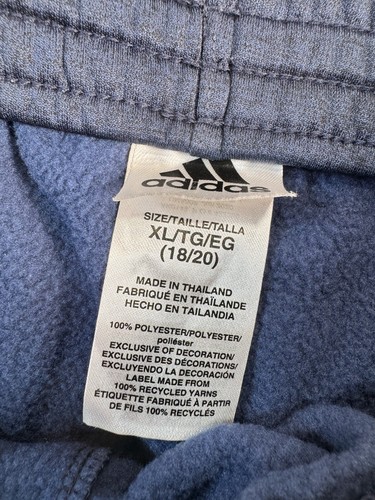 adidas
SIZE/TAILLE/TALLA
XL/TG/EG
(18/20)
MADE IN THAILAND
FABRIQUÉ EN THAÏLANDE
HECHO EN TAILANDIA
100% POLYESTER/POLYESTER/
poliéster
EXCLUSIVE OF DECORATION/
EXCLUSIVE DES DÉCORATIONS/
EXCLUYENDO LA DECORACIÓN
LABEL MADE FROM
100% RECYCLED YARNS
ÉTIQUETTE FABRIQUÉ À PARTIR
DE FILS 100% RECYCLÉS